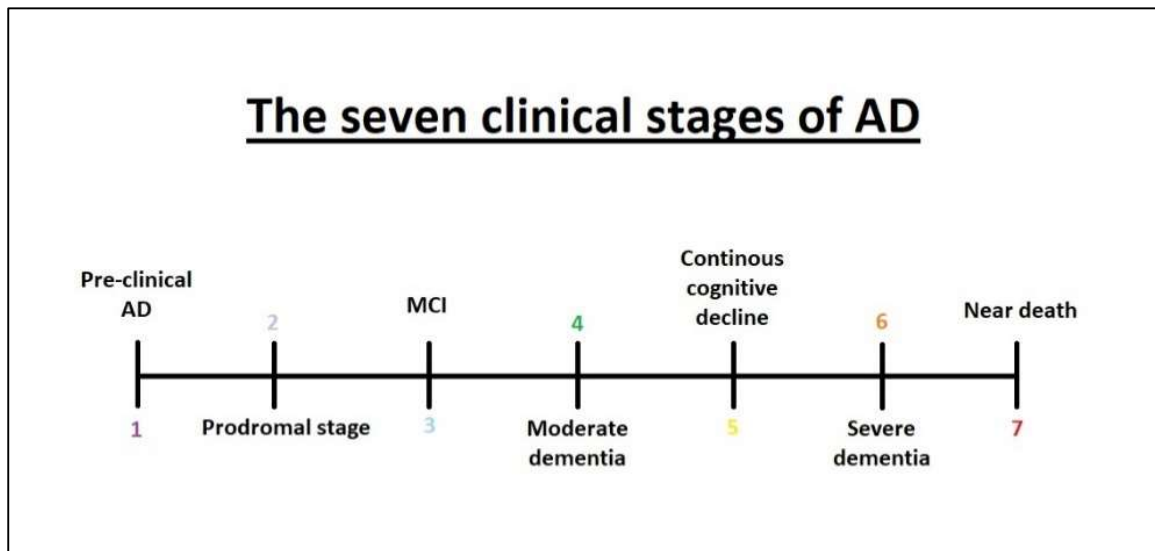 The seven clinical stages of AD
Pre-clinical
AD
1
2
Prodromal stage
MCI
3
4
Moderate
dementia
Continous
cognitive
decline
5
6
Severe
dementia
Near death
7